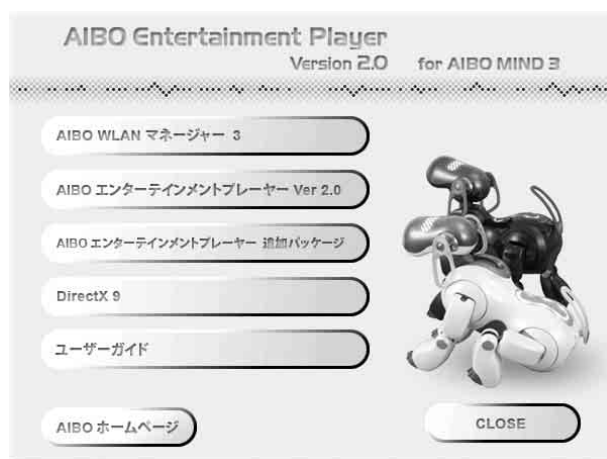 AIBO Entertainment Player
Version 2.0 for AIBO MIND 3
AIBO WLAN マネージャー 3
AIBO エンターテインメントプレーヤー Ver 2.0
AIBO エンターテインメントプレーヤー 追加パッケージ
DirectX 9
ユーザーガイド
AIBO ホームページ
CLOSE